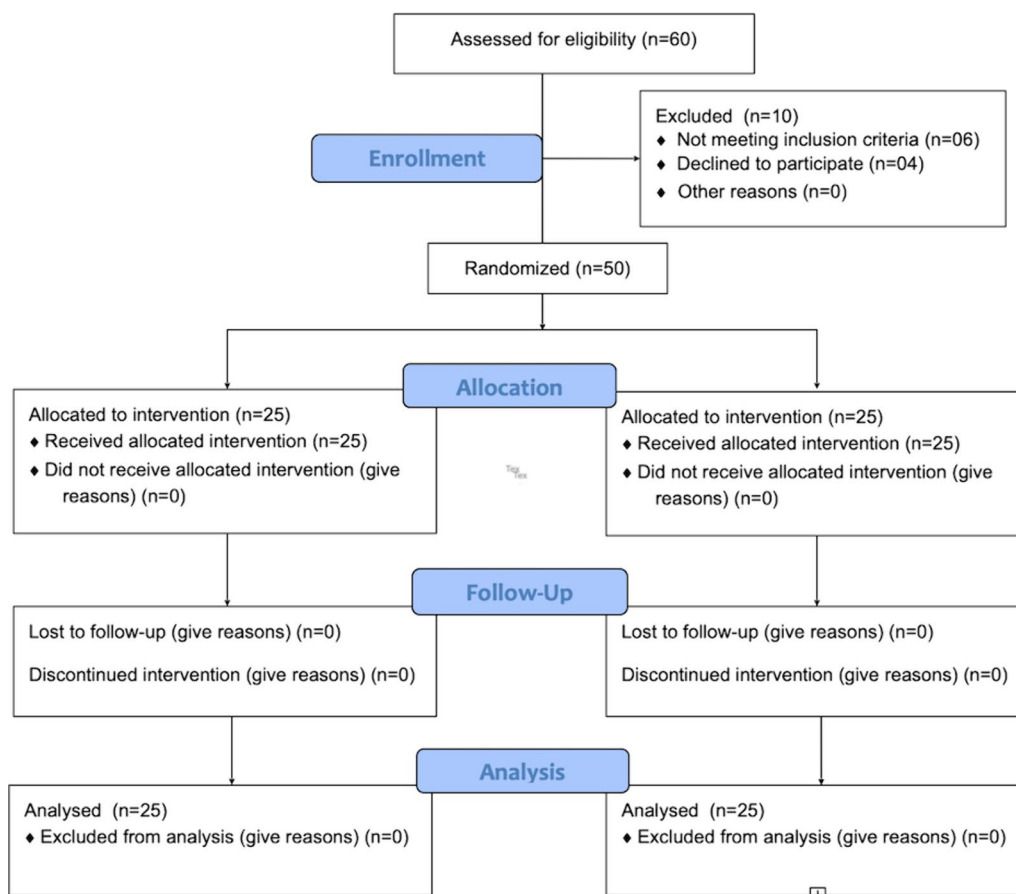 Assessed for eligibility (n=60)
Excluded (n=10)
♦ Not meeting inclusion criteria (n=06)
♦ Declined to participate (n=04)
♦ Other reasons (n=0)
Enrollment
Randomized (n=50)
Allocation
Allocated to intervention (n=25)
♦ Received allocated intervention (n=25)
♦ Did not receive allocated intervention (give
reasons) (n=0)
Allocated to intervention (n=25)
♦ Received allocated intervention (n=25)
♦ Did not receive allocated intervention (give
reasons) (n=0)
Follow-Up
Lost to follow-up (give reasons) (n=0)
Discontinued intervention (give reasons) (n=0)
Lost to follow-up (give reasons) (n=0)
Discontinued intervention (give reasons) (n=0)
Analysis
Analysed (n=25)
♦ Excluded from analysis (give reasons) (n=0)
Analysed (n=25)
♦ Excluded from analysis (give reasons) (n=0)